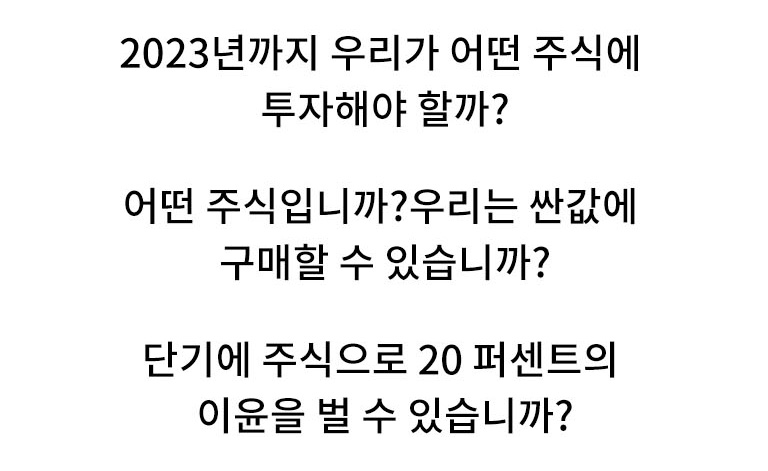 2023년까지 우리가 어떤 주식에
투자해야 할까?
어떤 주식입니까?우리는 싼값에
구매할 수 있습니까?
단기에 주식으로 20 퍼센트의
이윤을 벌 수 있습니까?